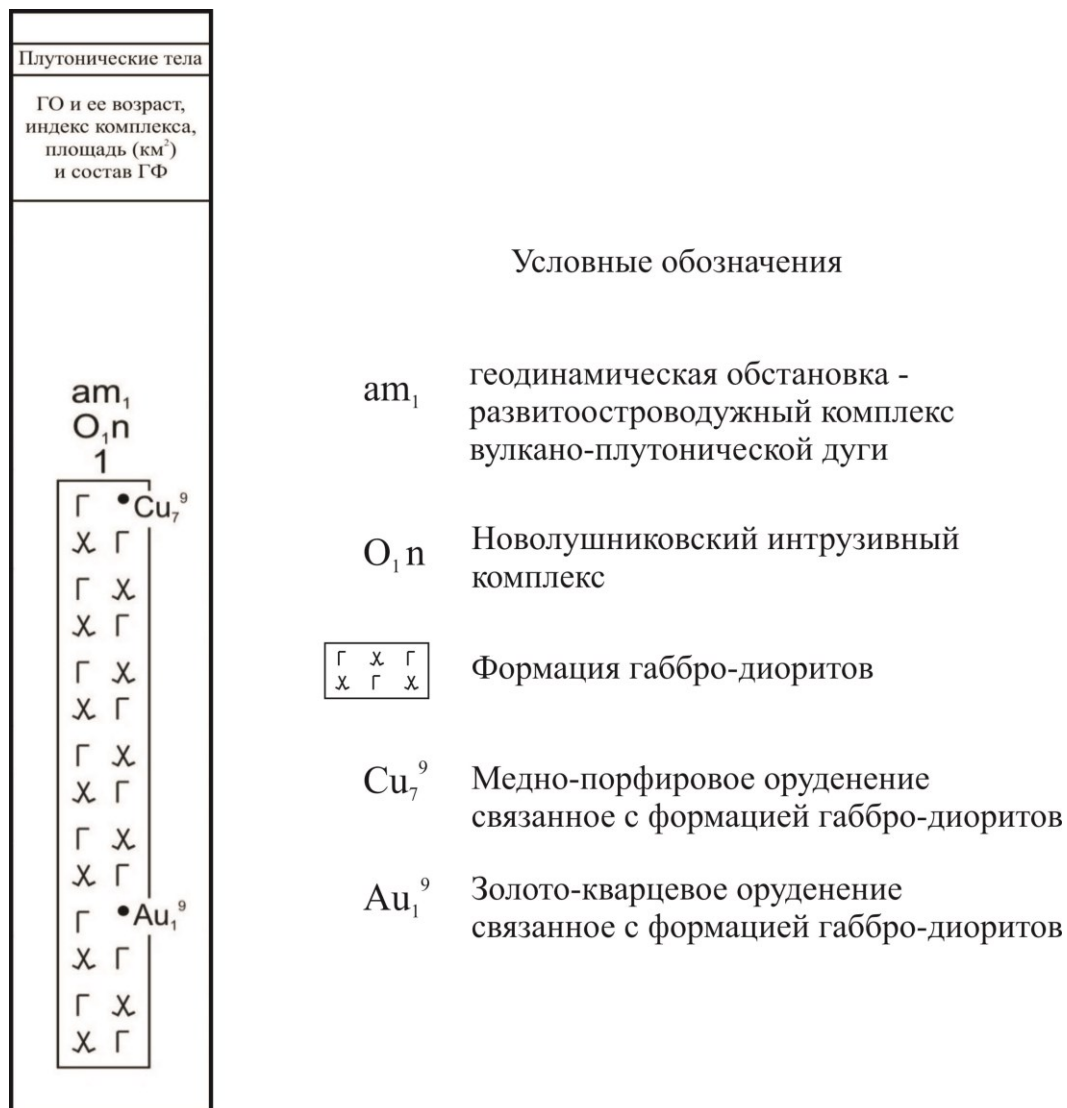 Плутонические тела
ГО и ее возраст,
индекс комплекса,
площадь (км²)
и состав ГФ
am₁
O₁n
1
Г •Cu₇⁹
X Г
Г X
X Г
Г X
X Г
Г X
X Г
Г X
X Г
Г •Au₁⁹
X Г
Г X
X Г
Условные обозначения
am₁
геодинамическая обстановка -
развитоостроводужный комплекс
вулкано-плутонической дуги
O₁n
Новолушниковский интрузивный
комплекс
Г X Г
X Г X
Формация габбро-диоритов
Cu₇⁹
Медно-порфировое оруденение
связанное с формацией габбро-диоритов
Au₁⁹
Золото-кварцевое оруденение
связанное с формацией габбро-диоритов